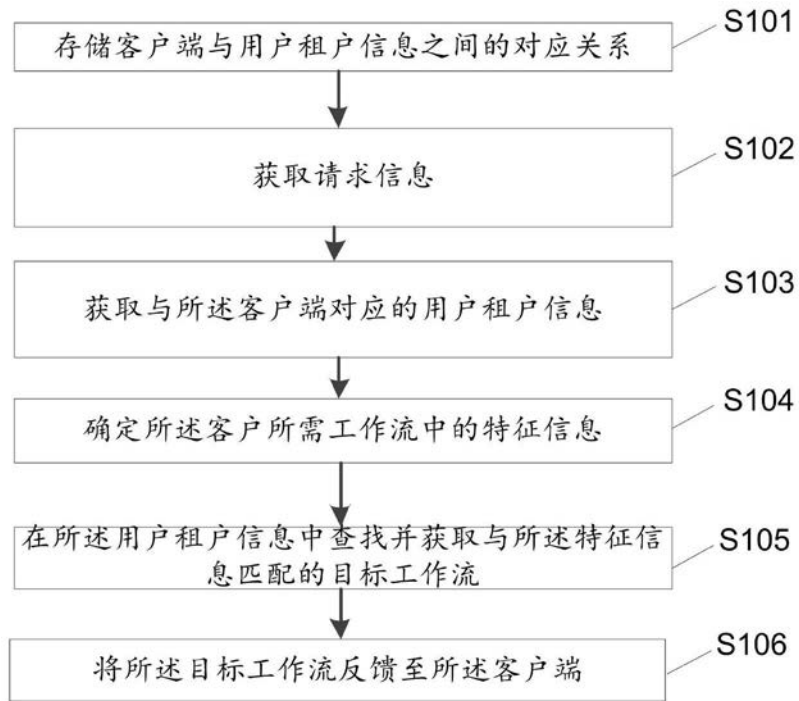 存储客户端与用户租户信息之间的对应关系
S101
获取请求信息
S102
获取与所述客户端对应的用户租户信息
S103
确定所述客户所需工作流中的特征信息
S104
在所述用户租户信息中查找并获取与所述特征信
息匹配的目标工作流
S105
将所述目标工作流反馈至所述客户端
S106